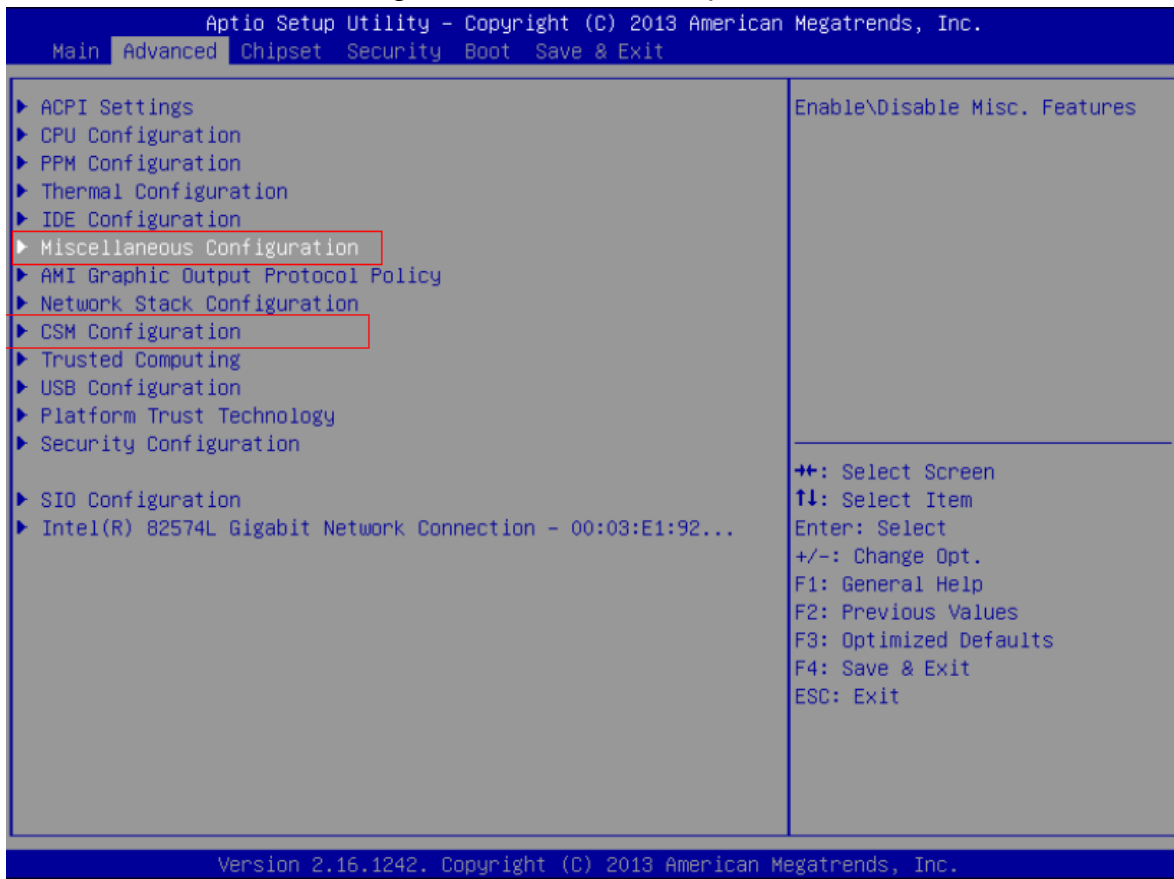 Aptio Setup Utility – Copyright (C) 2013 American Megatrends, Inc.
Main Advanced Chipset Security Boot Save & Exit
ACPI Settings
CPU Configuration
PPM Configuration
Thermal Configuration
IDE Configuration
Miscellaneous Configuration
AMI Graphic Output Protocol Policy
Network Stack Configuration
CSM Configuration
Trusted Computing
USB Configuration
Platform Trust Technology
Security Configuration
SIO Configuration
Intel(R) 82574L Gigabit Network Connection – 00:03:E1:92...
Enable\Disable Misc. Features
→←: Select Screen
↑↓: Select Item
Enter: Select
+/-: Change Opt.
F1: General Help
F2: Previous Values
F3: Optimized Defaults
F4: Save & Exit
ESC: Exit
Version 2.16.1242. Copyright (C) 2013 American Megatrends, Inc.